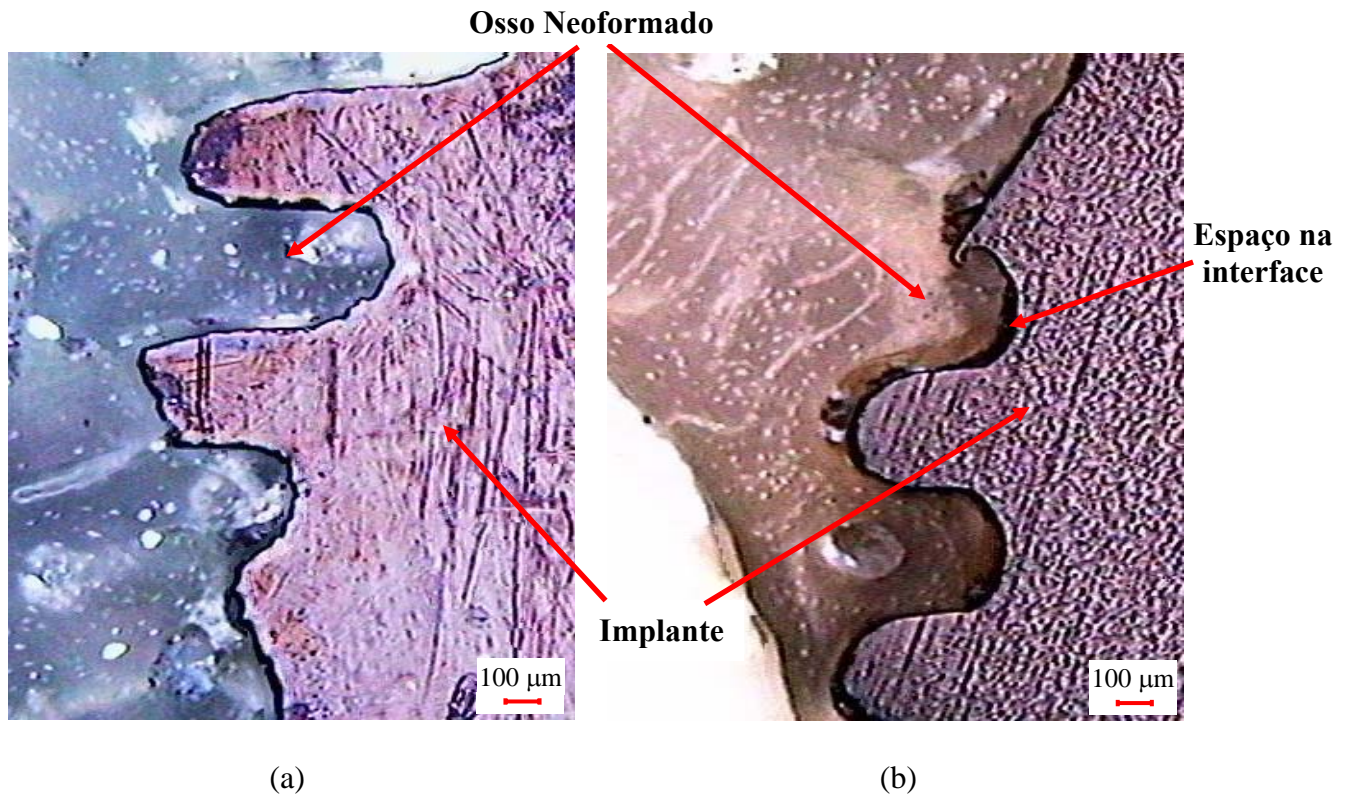 Osso Neoformado
Espaço na
interface
Implante
100 μm
100 μm
(a)
(b)